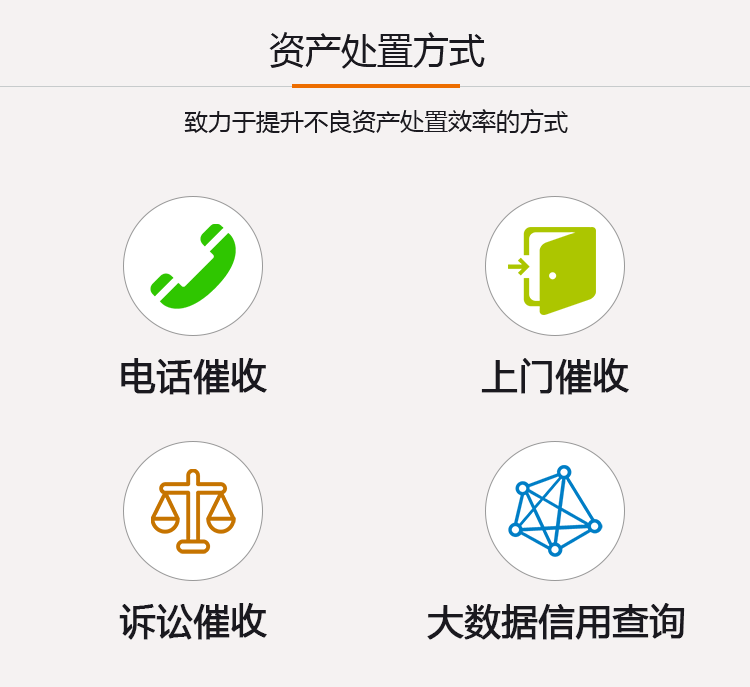 资产处置方式
致力于提升不良资产处置效率的方式
电话催收
上门催收
诉讼催收
大数据信用查询